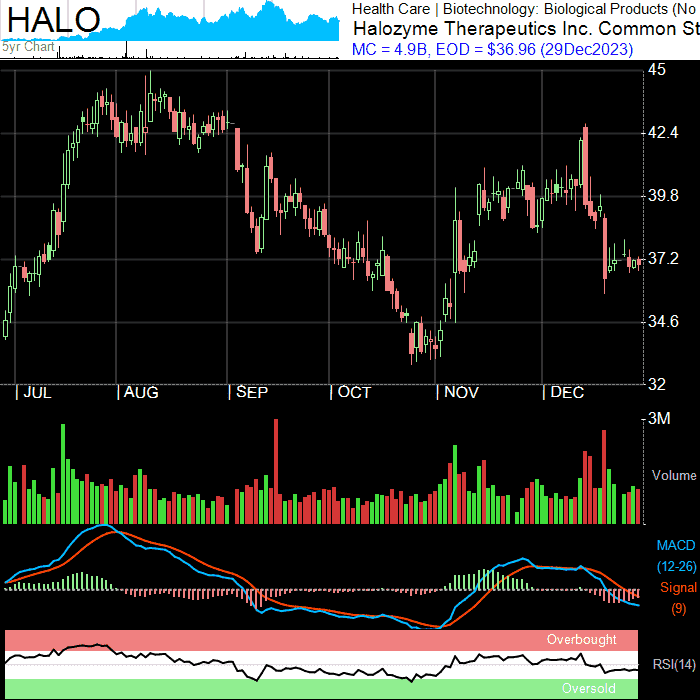 HALO
5yr Chart
Health Care | Biotechnology: Biological Products (No
Halozyme Therapeutics Inc. Common St
MC = 4.9B, EOD = $36.96 (29Dec2023)
45
42.4
39.8
37.2
34.6
32
JUL AUG SEP OCT NOV DEC
3M
Volume
MACD
(12-26)
Signal
(9)
Overbought
RSI(14)
Oversold